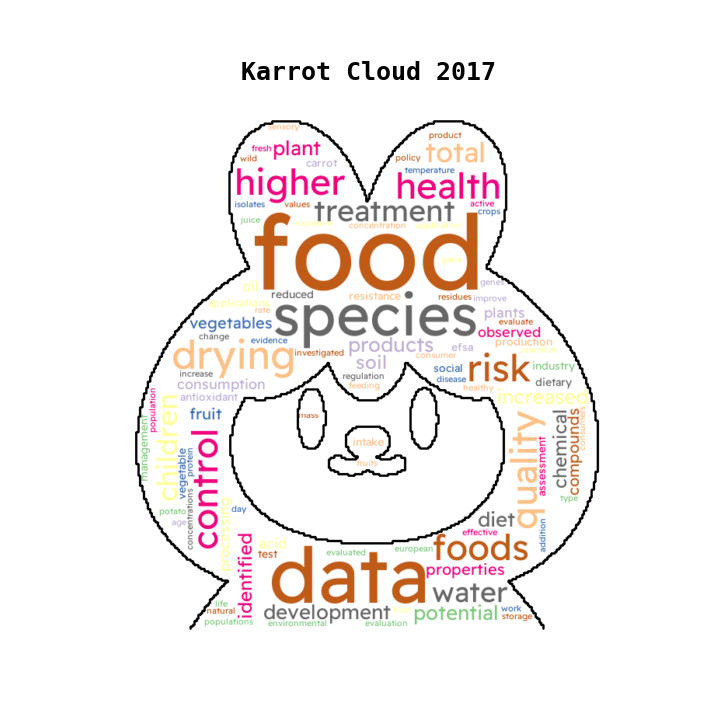 Karrot Cloud 2017
sensory
product
fresh
plant
total
wild
carrot
policy
temperature
higher
health
isolates
values
active
crops
treatment
juice
concentration
food
genes
oil
reduced
resistance
residues
improve
applications
rate
species
plants
vegetables
evaluate
observed
change
evidence
products
efsa
production
drying
investigated
consumer
soil
risk
social
industry
increase
regulation
disease
dietary
consumption
feeding
healthy
antioxidant
increased
population
children
fruit
mass
management
control
quality
chemical
compounds
consumers
intake
assessment
vegetable
protein
fruits
concentrations
type
potato
day
age
processing
diet
effective
addition
acid
test
evaluated
european
foods
identified
data
properties
water
life
natural
development
potential
work
storage
populations
environmental
evaluation